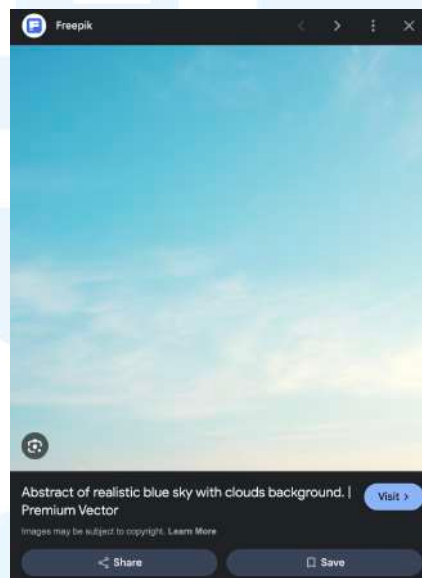 Freepik
Abstract of realistic blue sky with clouds background. |
Premium Vector
Visit >
Images may be subject to copyright. Learn More
Share
Save